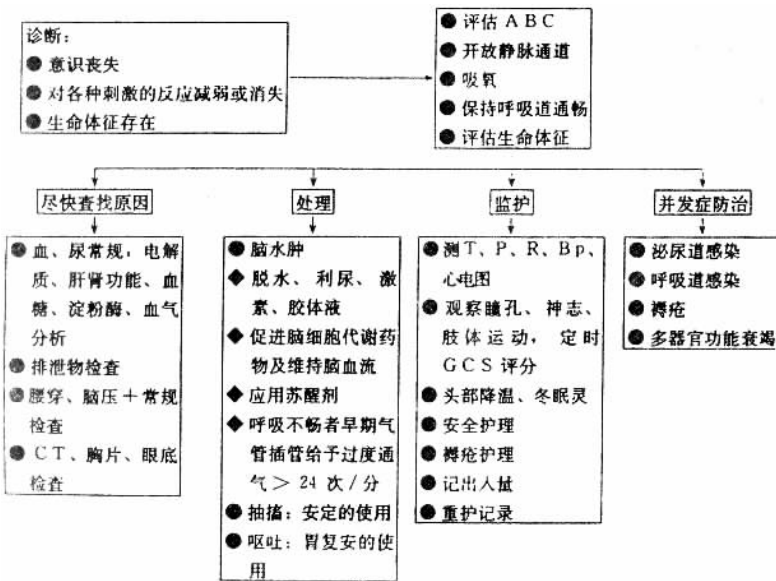 诊断：
● 意识丧失
● 对各种刺激的反应减弱或消失
● 生命体征存在
● 评估 A B C
● 开放静脉通道
● 吸氧
● 保持呼吸道通畅
● 评估生命体征
尽快查找原因
● 血、尿常规，电解
质、肝肾功能、血
糖、淀粉酶、血气
分析
● 排泄物检查
● 腰穿、脑压＋常规
检查
● CT、胸片、眼底
检查
处理
● 脑水肿
◆ 脱水、利尿、激
素、胶体液
◆ 促进脑细胞代谢药
物及维持脑血流
◆ 应用苏醒剂
◆ 呼吸不畅者早期气
管插管给予过度通
气＞24 次/分
● 抽搐：安定的使用
● 呕吐：胃复安的使
用
监护
● 测T、P、R、Bp、
心电图
● 观察瞳孔、神志、
肢体运动，定时
GCS 评分
● 头部降温、冬眠灵
● 安全护理
● 褥疮护理
● 记出入量
● 重护记录
并发症防治
● 泌尿道感染
● 呼吸道感染
● 褥疮
● 多器官功能衰竭